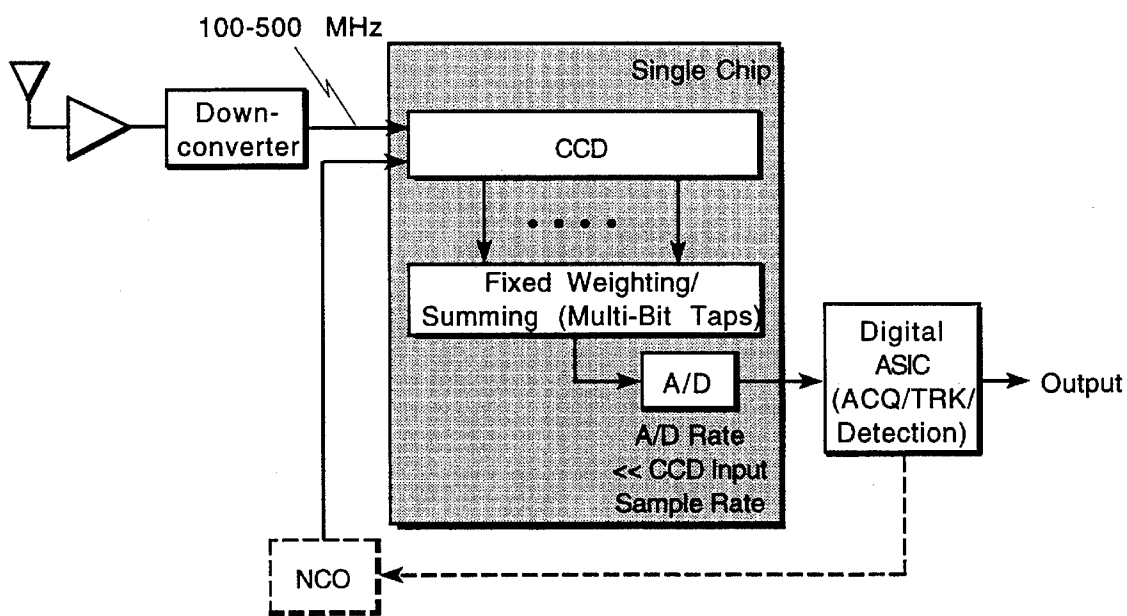 100-500 MHz
Single Chip
Down-
converter
CCD
Fixed Weighting/
Summing (Multi-Bit Taps)
A/D
A/D Rate
<< CCD Input
Sample Rate
Digital
ASIC
(ACQ/TRK/
Detection)
Output
NCO